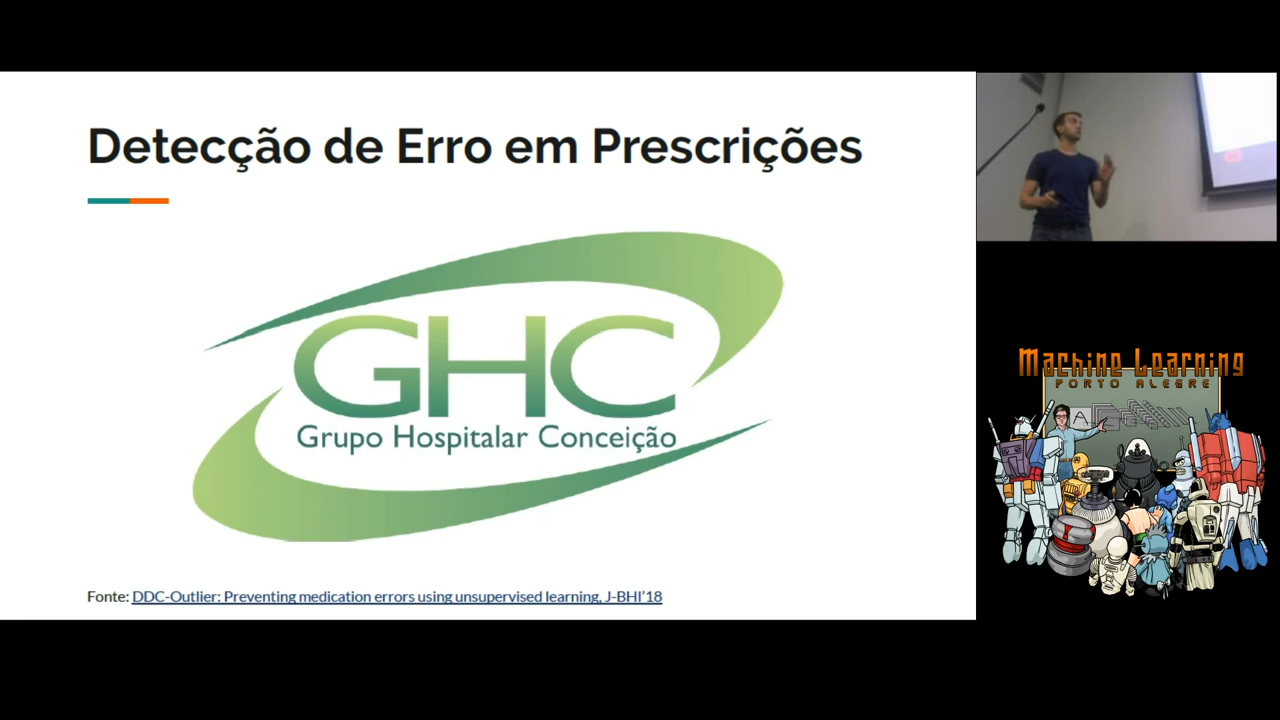 Detecção de Erro em Prescrições
GHC
Grupo Hospitalar Conceição
Fonte: DDC-Outlier: Preventing medication errors using unsupervised learning, J-BHI'18
Machine Learning
PORTO ALEGRE